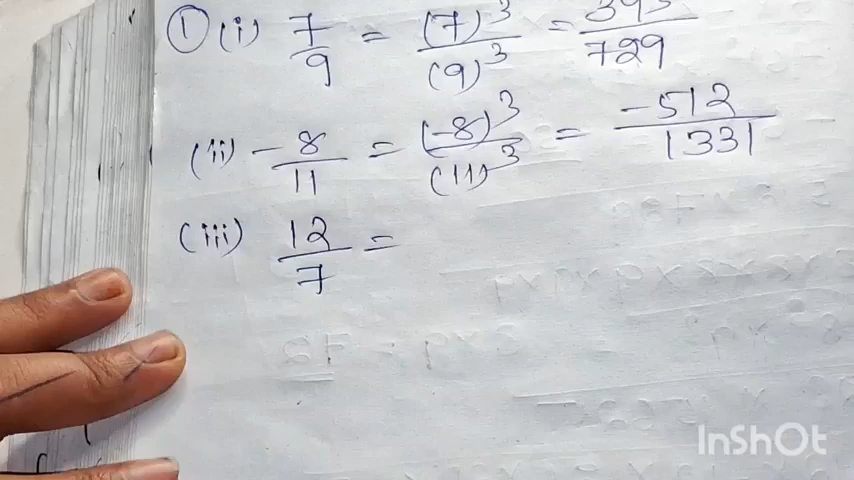 ① (i) 7/9 = (7)^3/(9)^3 = 343/729
(ii) -8/11 = (-8)^3/(11)^3 = -512/1331
(iii) 12/7 =
InShOt